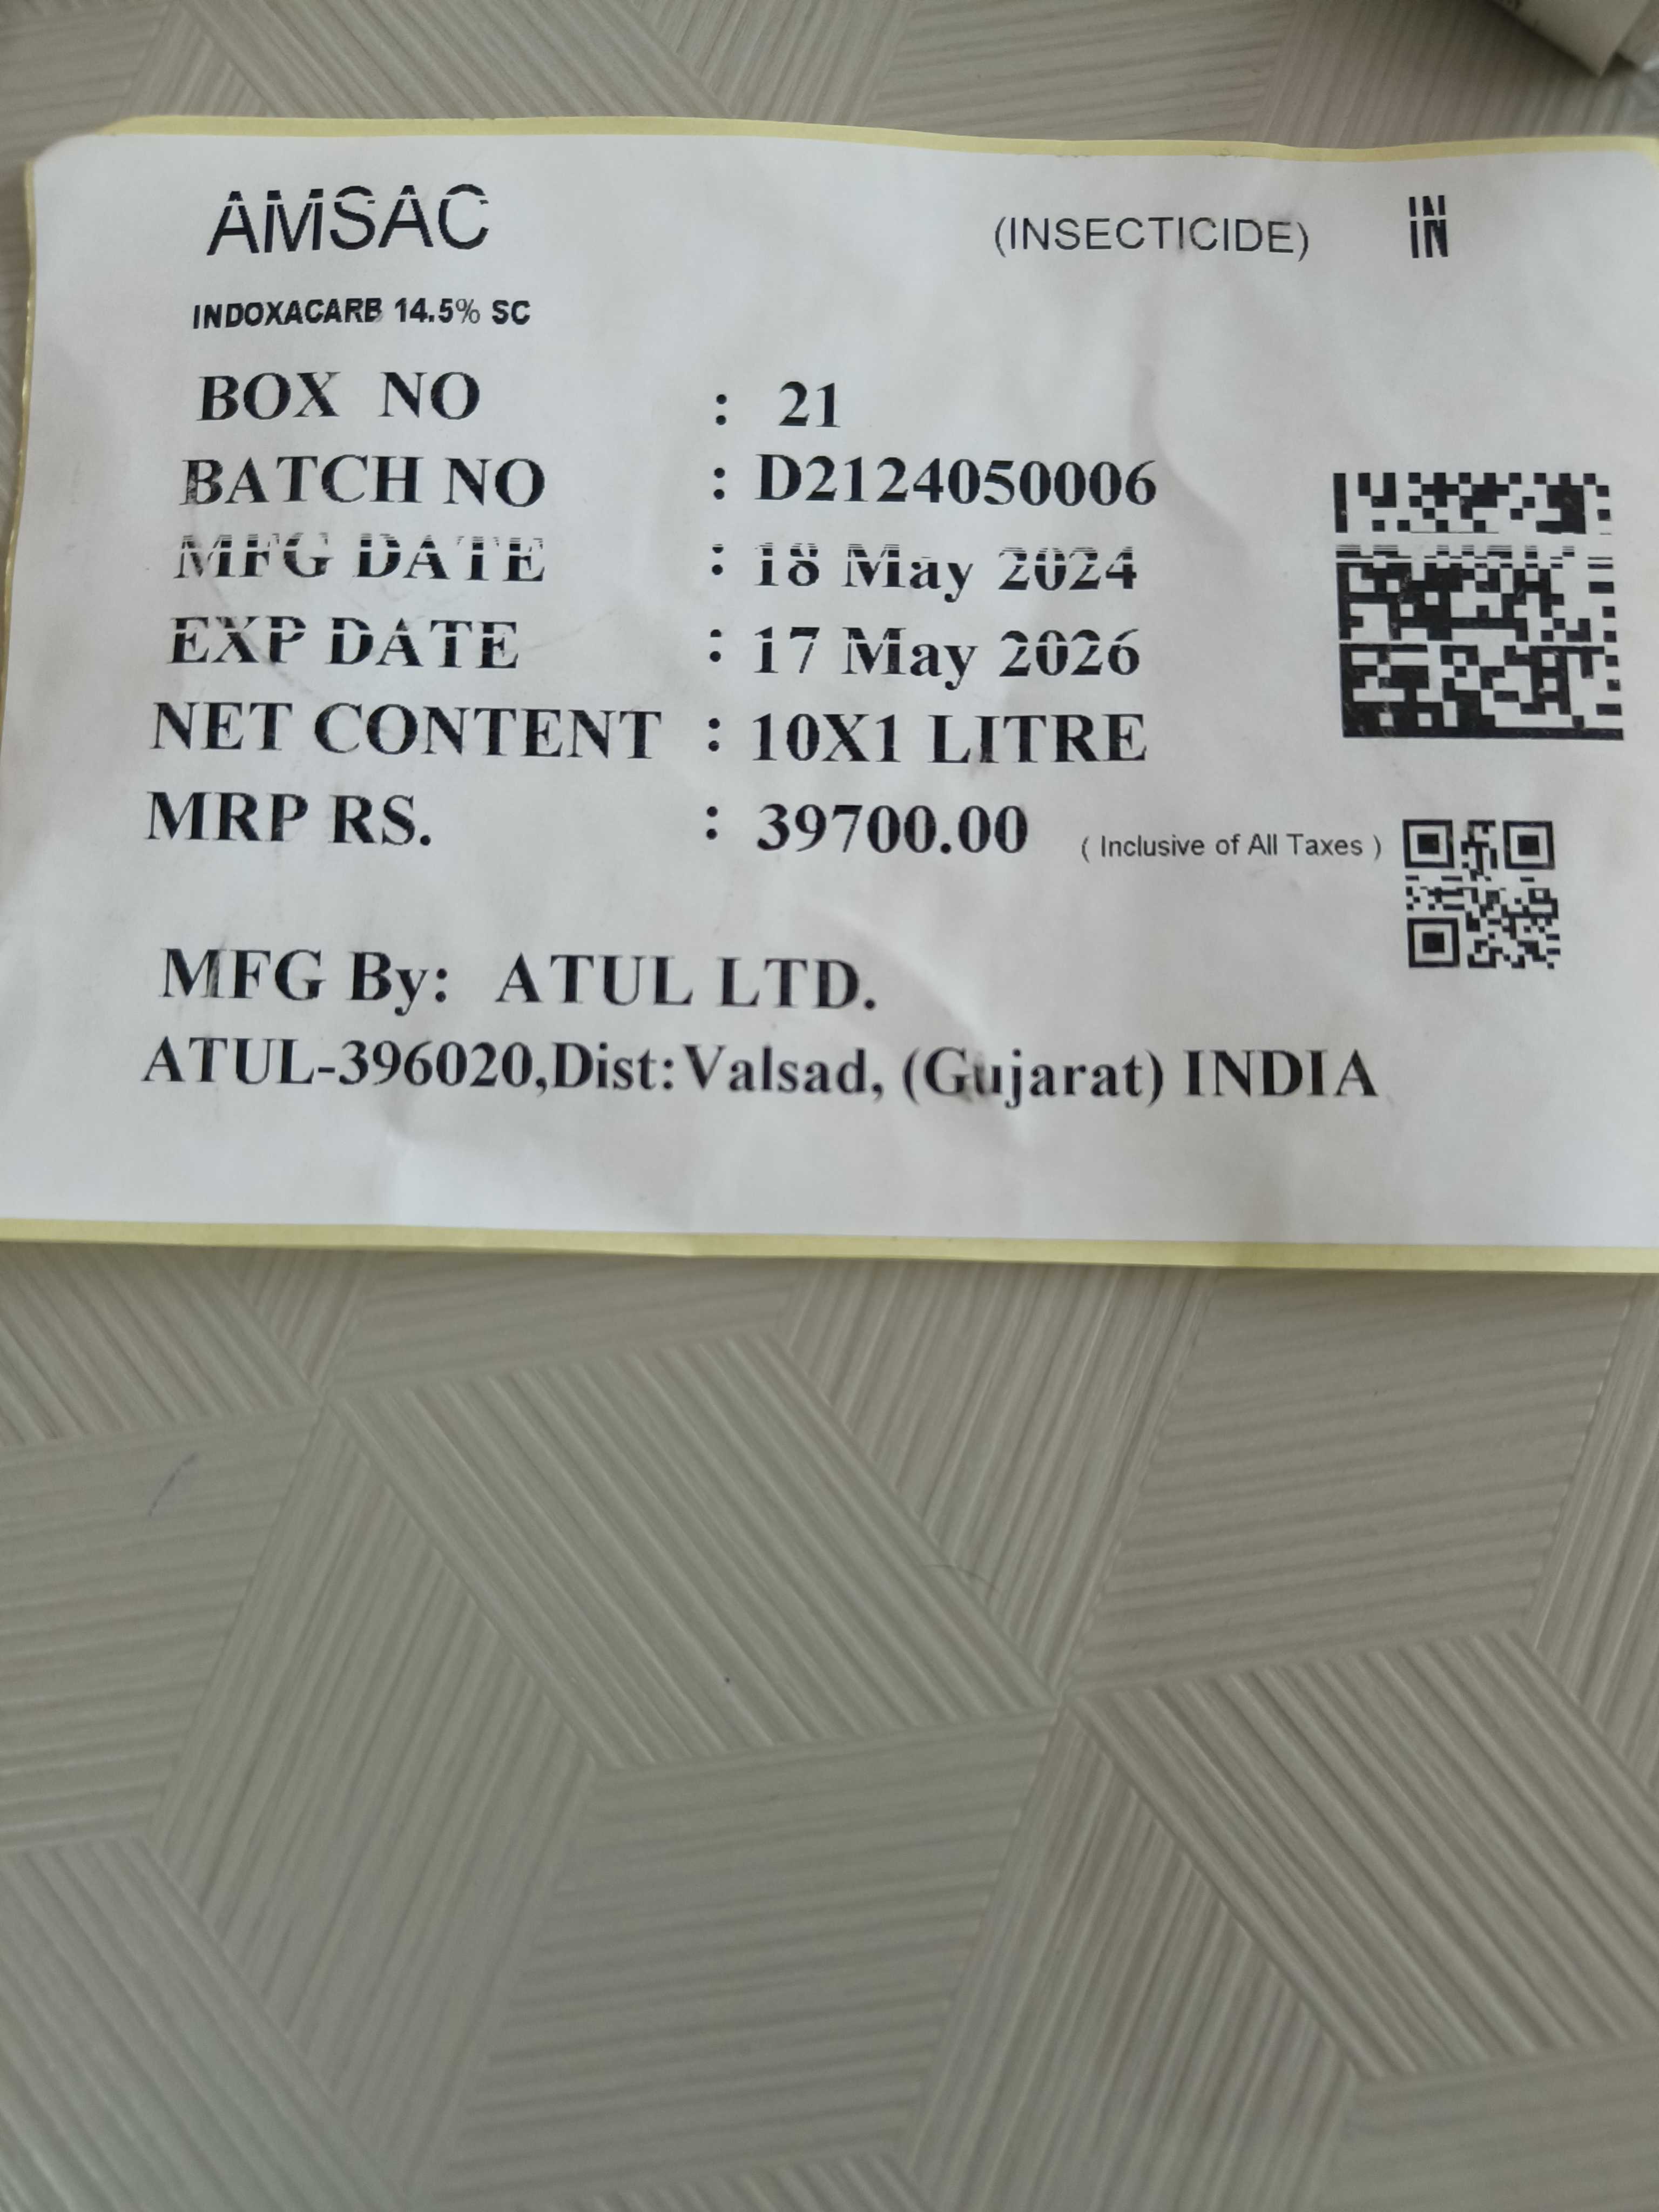 AMSAC (INSECTICIDE) IN
IN
INDOXACARB 14.5% SC
BOX NO : 21
BATCH NO : D2124050006
MFG DATE : 18 May 2024
EXP DATE : 17 May 2026
NET CONTENT : 10X1 LITRE
MRP RS. : 39700.00 ( Inclusive of All Taxes )
MFG By: ATUL LTD.
ATUL-396020,Dist:Valsad, (Gujarat) INDIA